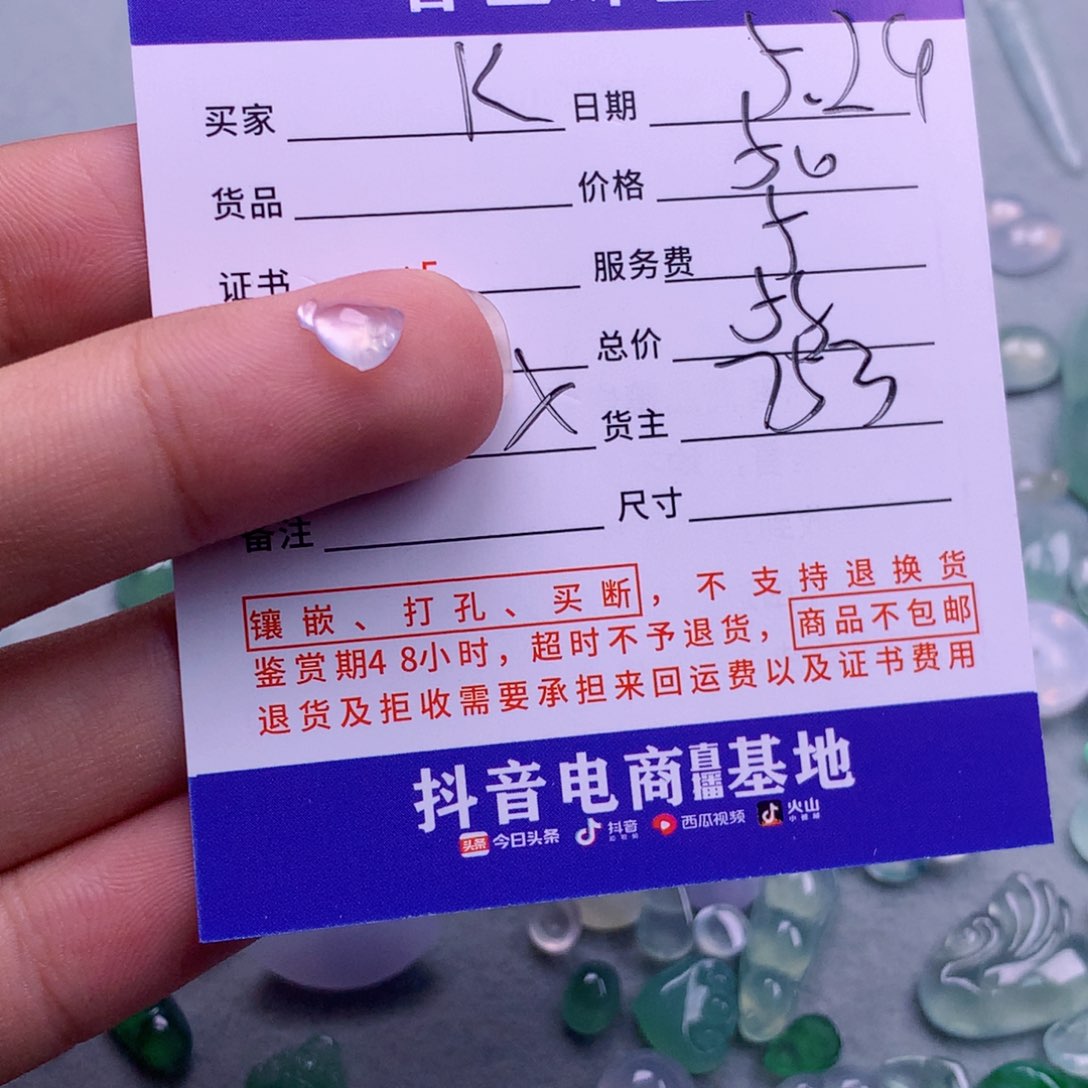 买家 K 日期 5.24
货品 价格 50
证书 服务费 5
总价 55
X 货主 Z53
备注 尺寸
镶嵌、打孔、买断，不支持退换货
鉴赏期48小时，超时不予退货，商品不包邮
退货及拒收需要承担来回运费以及证书费用
抖音电商直播基地
头条 今日头条 抖音 西瓜视频 火山